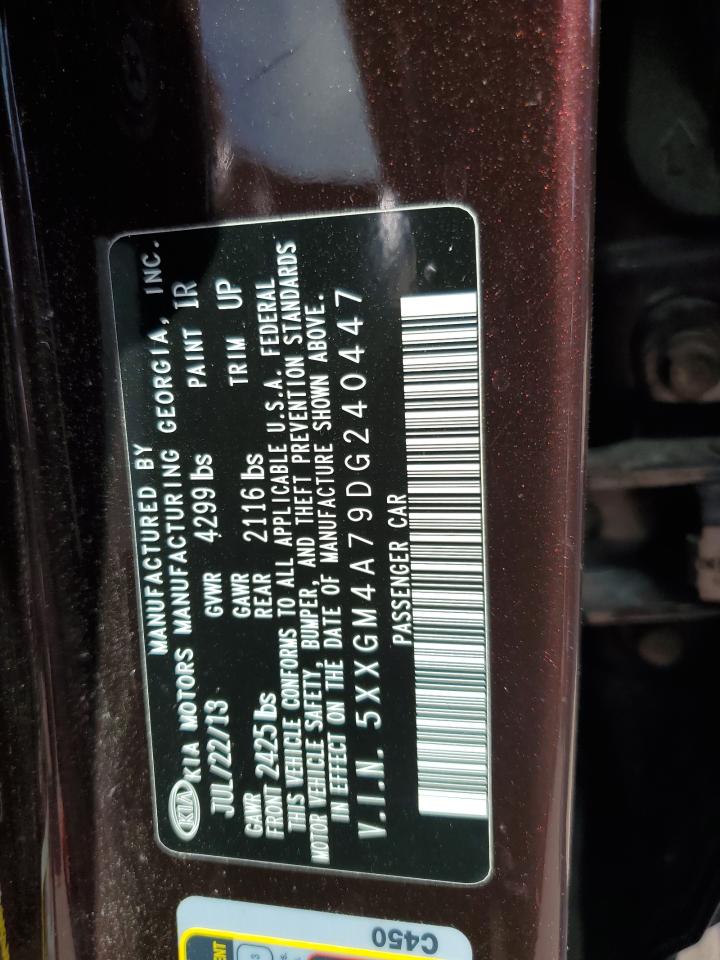 MANUFACTURED BY
KIA KIA MOTORS MANUFACTURING GEORGIA, INC.
JUL/22/13 GVWR 4299 lbs PAINT IR
GAWR FRONT 2425 lbs GAWR REAR 2116 lbs TRIM UP
THIS VEHICLE CONFORMS TO ALL APPLICABLE U.S.A. FEDERAL
MOTOR VEHICLE SAFETY, BUMPER, AND THEFT PREVENTION STANDARDS
IN EFFECT ON THE DATE OF MANUFACTURE SHOWN ABOVE.
V.I.N. 5XXGM4A79DG240447
PASSENGER CAR
C450